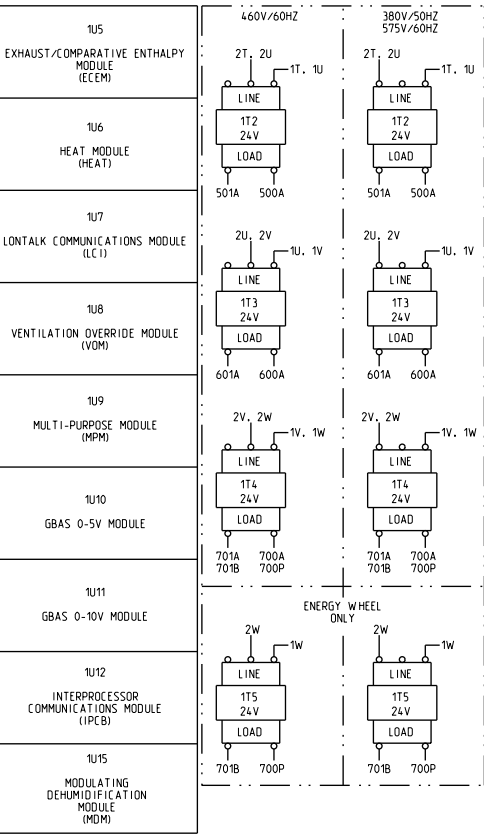 1U5
EXHAUST/COMPARATIVE ENTHALPY
MODULE
(ECEM)
1U6
HEAT MODULE
(HEAT)
1U7
LONTALK COMMUNICATIONS MODULE
(LCI)
1U8
VENTILATION OVERRIDE MODULE
(VOM)
1U9
MULTI-PURPOSE MODULE
(MPM)
1U10
GBAS 0-5V MODULE
1U11
GBAS 0-10V MODULE
1U12
INTERPROCESSOR
COMMUNICATIONS MODULE
(IPCB)
1U15
MODULATING
DEHUMIDIFICATION
MODULE
(MDM)
460V/60HZ
2T. 2U
1T. 1U
LINE
1T2
24V
LOAD
501A 500A
2U. 2V
1U. 1V
LINE
1T3
24V
LOAD
601A 600A
2V. 2W
1V. 1W
LINE
1T4
24V
LOAD
701A 700A
701B 700P
380V/50HZ
575V/60HZ
2T. 2U
1T. 1U
LINE
1T2
24V
LOAD
501A 500A
2U. 2V
1U. 1V
LINE
1T3
24V
LOAD
601A 600A
2V. 2W
1V. 1W
LINE
1T4
24V
LOAD
701A 700A
701B 700P
ENERGY WHEEL
ONLY
2W
1W
LINE
1T5
24V
LOAD
701B 700P
2W
1W
LINE
1T5
24V
LOAD
701B 700P